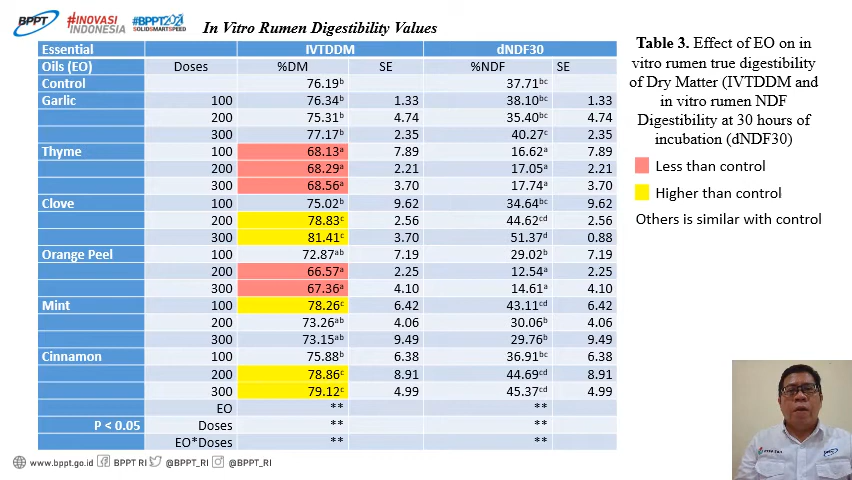 BPPT #INOVASI INDONESIA #BPPT2021 SOLIDSMARTSPEED
In Vitro Rumen Digestibility Values
Essential IVTDDM dNDF30
Oils (EO) Doses %DM SE %NDF SE
Control 76.19ᵇ 37.71ᵇᶜ
Garlic 100 76.34ᵇ 1.33 38.10ᵇᶜ 1.33
200 75.31ᵇ 4.74 35.40ᵇᶜ 4.74
300 77.17ᵇ 2.35 40.27ᶜ 2.35
Thyme 100 68.13ᵃ 7.89 16.62ᵃ 7.89
200 68.29ᵃ 2.21 17.05ᵃ 2.21
300 68.56ᵃ 3.70 17.74ᵃ 3.70
Clove 100 75.02ᵇ 9.62 34.64ᵇᶜ 9.62
200 78.83ᶜ 2.56 44.62ᶜᵈ 2.56
300 81.41ᶜ 3.70 51.37ᵈ 0.88
Orange Peel 100 72.87ᵃᵇ 7.19 29.02ᵇ 7.19
200 66.57ᵃ 2.25 12.54ᵃ 2.25
300 67.36ᵃ 4.10 14.61ᵃ 4.10
Mint 100 78.26ᶜ 6.42 43.11ᶜᵈ 6.42
200 73.26ᵃᵇ 4.06 30.06ᵇ 4.06
300 73.15ᵃᵇ 9.49 29.76ᵇ 9.49
Cinnamon 100 75.88ᵇ 6.38 36.91ᵇᶜ 6.38
200 78.86ᶜ 8.91 44.69ᶜᵈ 8.91
300 79.12ᶜ 4.99 45.37ᶜᵈ 4.99
EO ** **
P < 0.05 Doses ** **
EO*Doses ** **
Table 3. Effect of EO on in
vitro rumen true digestibility
of Dry Matter (IVTDDM and
in vitro rumen NDF
Digestibility at 30 hours of
incubation (dNDF30)
Less than control
Higher than control
Others is similar with control
www.bppt.go.id BPPT RI @BPPT_RI @BPPT_RI